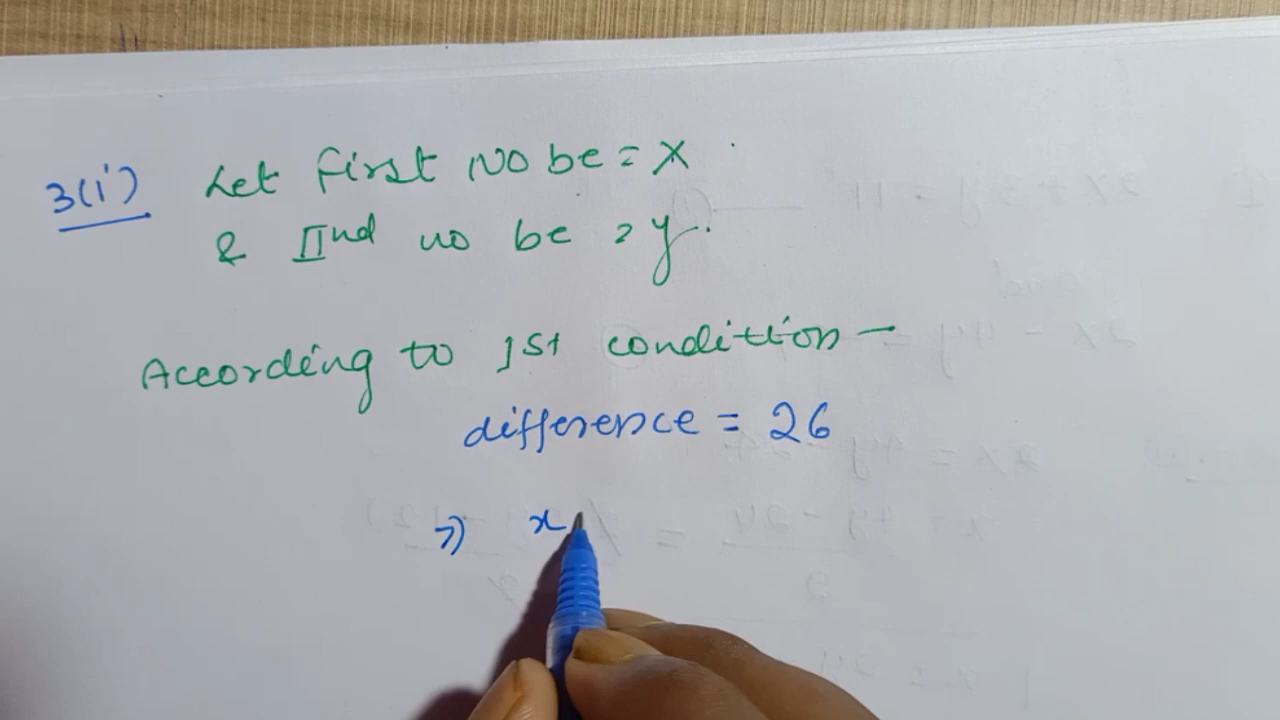 3(i) Let first No be = x
& IInd no be = y.
According to 1st condition -
difference = 26
=> x